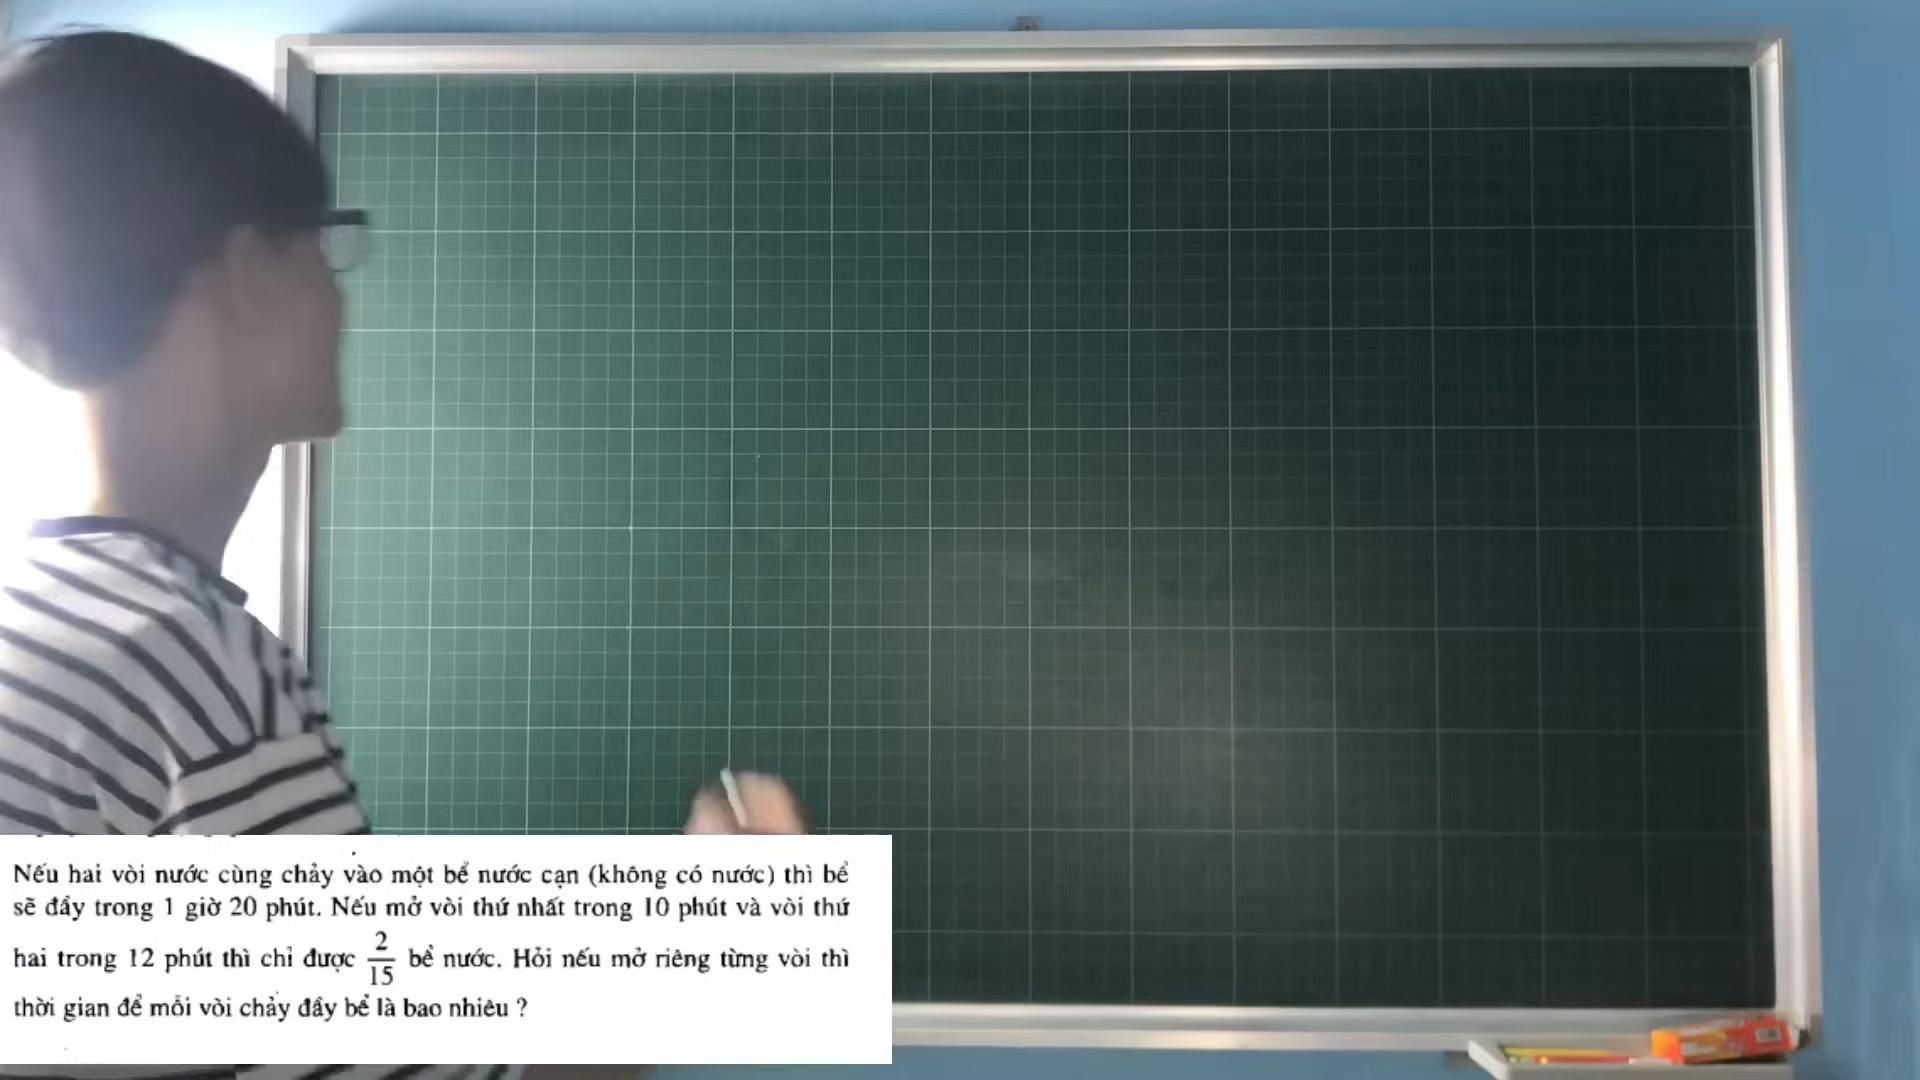 Nếu hai vòi nước cùng chảy vào một bể nước cạn (không có nước) thì bể
sẽ đầy trong 1 giờ 20 phút. Nếu mở vòi thứ nhất trong 10 phút và vòi thứ
hai trong 12 phút thì chỉ được 2/15 bể nước. Hỏi nếu mở riêng từng vòi thì
thời gian để mỗi vòi chảy đầy bể là bao nhiêu ?